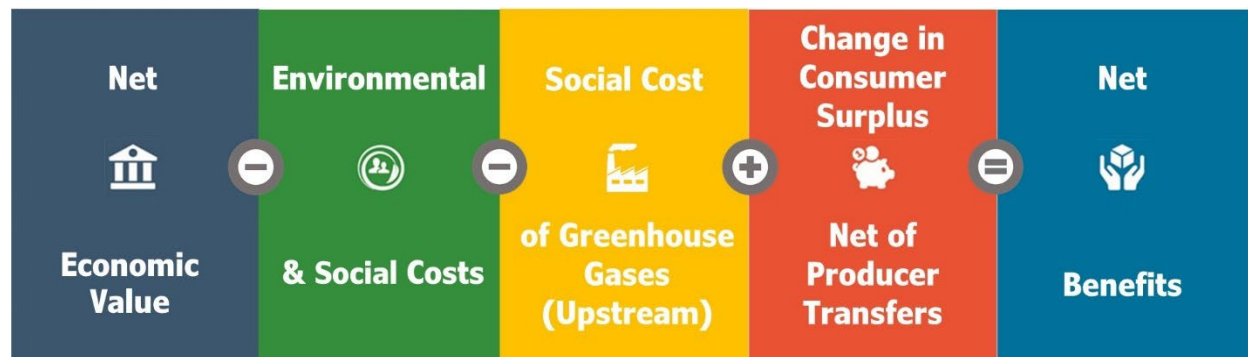 Net
Economic
Value
−
Environmental
& Social Costs
−
Social Cost
of Greenhouse
Gases
(Upstream)
+
Change in
Consumer
Surplus
Net of
Producer
Transfers
=
Net
Benefits